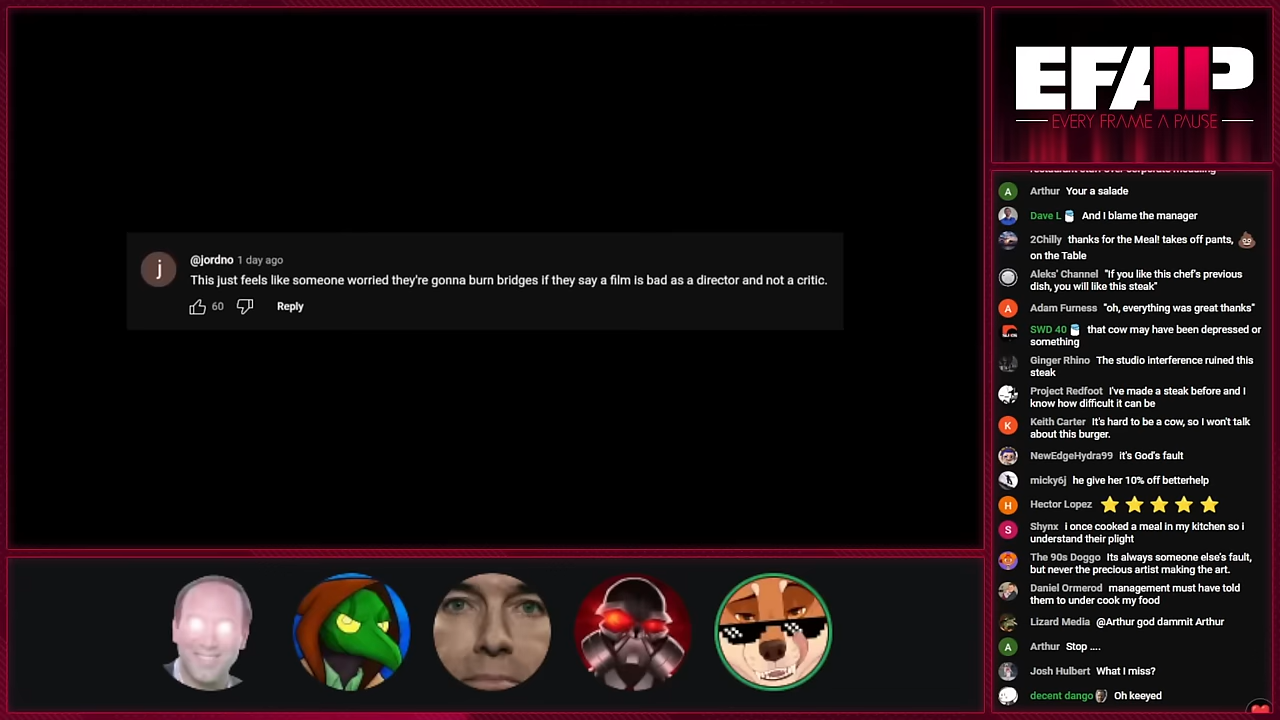 @jordno 1 day ago
This just feels like someone worried they're gonna burn bridges if they say a film is bad as a director and not a critic.
60 Reply
j
EFAP
EVERY FRAME A PAUSE
restaurant staff over corporate meddling
A Arthur Your a salade
Dave L And I blame the manager
2Chilly thanks for the Meal! takes off pants,
on the Table
Aleks' Channel "If you like this chef's previous
dish, you will like this steak"
A Adam Furness "oh, everything was great thanks"
SWD 40 that cow may have been depressed or
something
Ginger Rhino The studio interference ruined this
steak
Project Redfoot I've made a steak before and I
know how difficult it can be
K Keith Carter It's hard to be a cow, so I won't talk
about this burger.
NewEdgeHydra99 it's God's fault
micky6j he give her 10% off betterhelp
H Hector Lopez
S Shynx i once cooked a meal in my kitchen so i
understand their plight
The 90s Doggo Its always someone else's fault,
but never the precious artist making the art.
Daniel Ormerod management must have told
them to under cook my food
Lizard Media @Arthur god dammit Arthur
A Arthur Stop ....
Josh Hulbert What I miss?
decent dango Oh keeyed